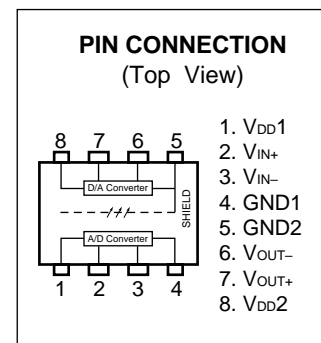 PIN CONNECTION
(Top View)
8 7 6 5
D/A Converter
SHIELD
A/D Converter
1 2 3 4
1. VDD1
2. VIN+
3. VIN–
4. GND1
5. GND2
6. VOUT–
7. VOUT+
8. VDD2